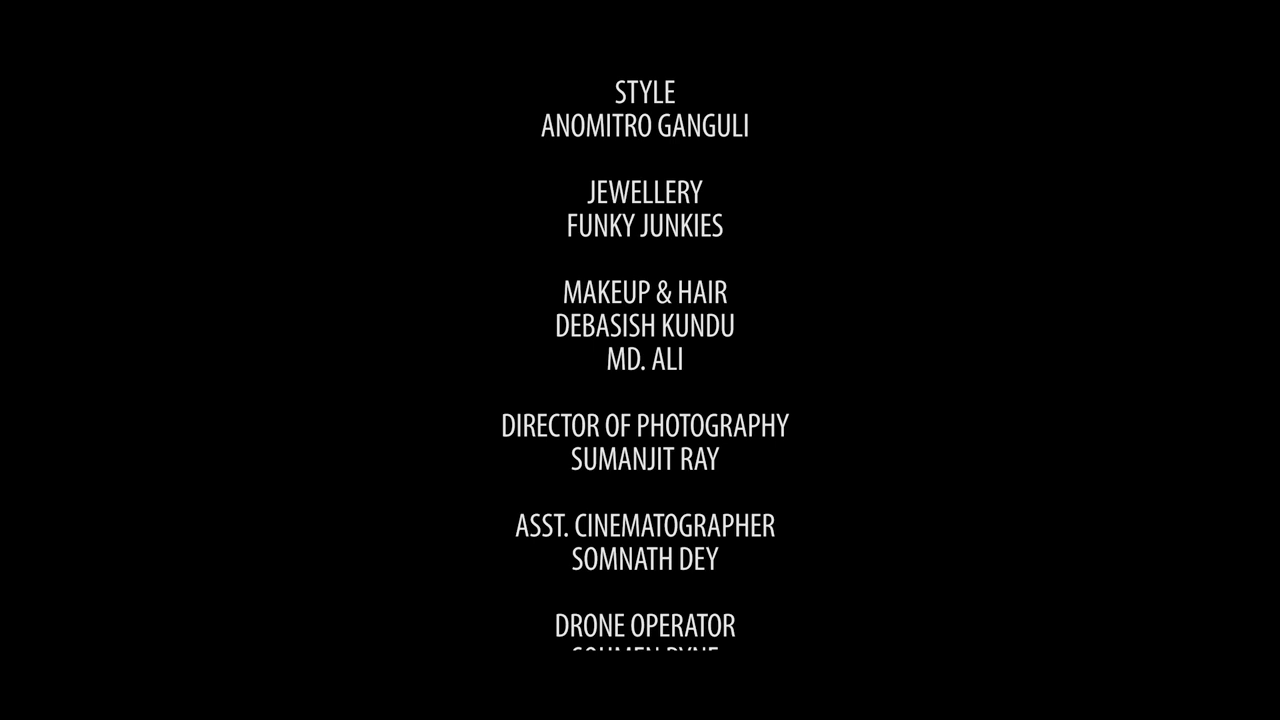 STYLE
ANOMITRO GANGULI
JEWELLERY
FUNKY JUNKIES
MAKEUP & HAIR
DEBASISH KUNDU
MD. ALI
DIRECTOR OF PHOTOGRAPHY
SUMANJIT RAY
ASST. CINEMATOGRAPHER
SOMNATH DEY
DRONE OPERATOR